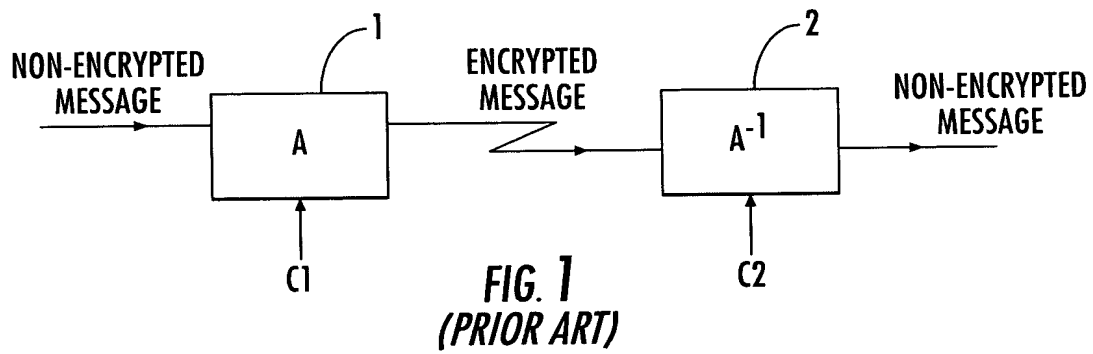 1
NON-ENCRYPTED
MESSAGE
A
C1
ENCRYPTED
MESSAGE
2
A-1
C2
NON-ENCRYPTED
MESSAGE
FIG. 1
(PRIOR ART)